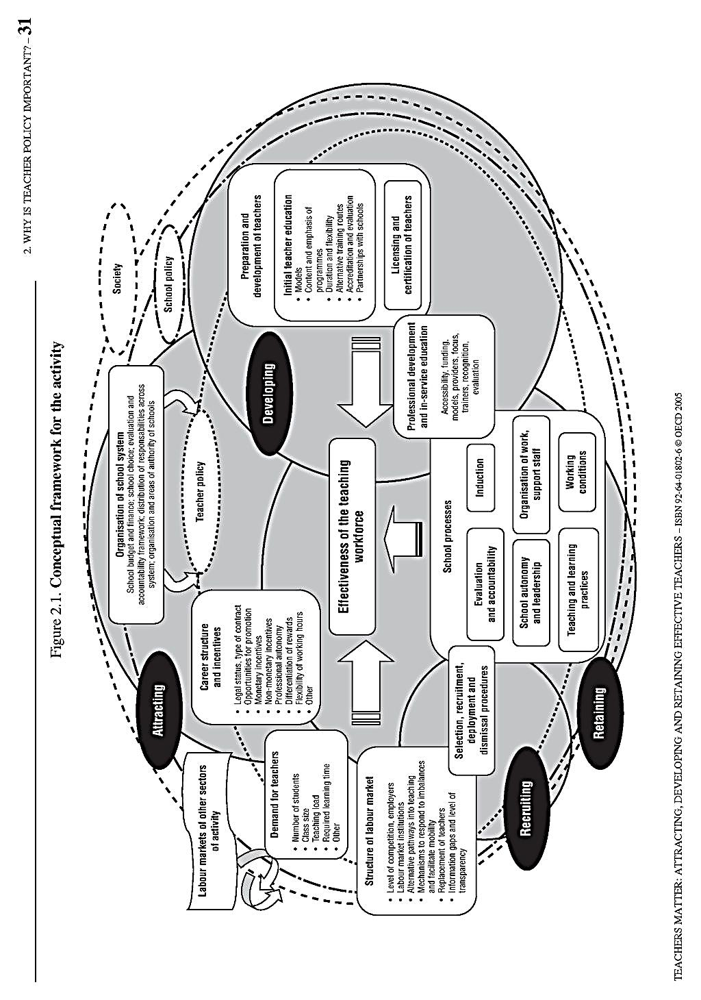 2. WHY IS TEACHER POLICY IMPORTANT? – 31
Figure 2.1. Conceptual framework for the activity
Society
School policy
Organisation of school system
School budget and finance; school choice; evaluation and
accountability framework; distribution of responsabilities across
system; organisation and areas of authority of schools
Teacher policy
Attracting
Developing
Labour markets of other sectors
of activity
Career structure
and incentives
• Legal status, type of contract
• Opportunities for promotion
• Monetary incentives
• Non-monetary incentives
• Professional autonomy
• Differentiation of rewards
• Flexibility of working hours
• Other
Preparation and
development of teachers
Initial teacher education
• Models
• Content and emphasis of
programmes
• Duration and flexibility
• Alternative training routes
• Accreditation and evaluation
• Partnerships with schools
Licensing and
certification of teachers
Demand for teachers
• Number of students
• Class size
• Teaching load
• Required learning time
• Other
Effectiveness of the teaching
workforce
Structure of labour market
• Level of competition, employers
• Labour market institutions
• Alternative pathways into teaching
• Mechanisms to respond to imbalances
and facilitate mobility
• Replacement of teachers
• Information gaps and level of
transparency
Professional development
and in-service education
Accessibility, funding,
models, providers, focus,
trainers, recognition,
evaluation
Selection, recruitment,
deployment and
dismissal procedures
School processes
Evaluation
and accountability
Induction
School autonomy
and leadership
Organisation of work,
support staff
Teaching and learning
practices
Working
conditions
Recruiting
Retaining
TEACHERS MATTER: ATTRACTING, DEVELOPING AND RETAINING EFFECTIVE TEACHERS – ISBN 92-64-01802-6 © OECD 2005